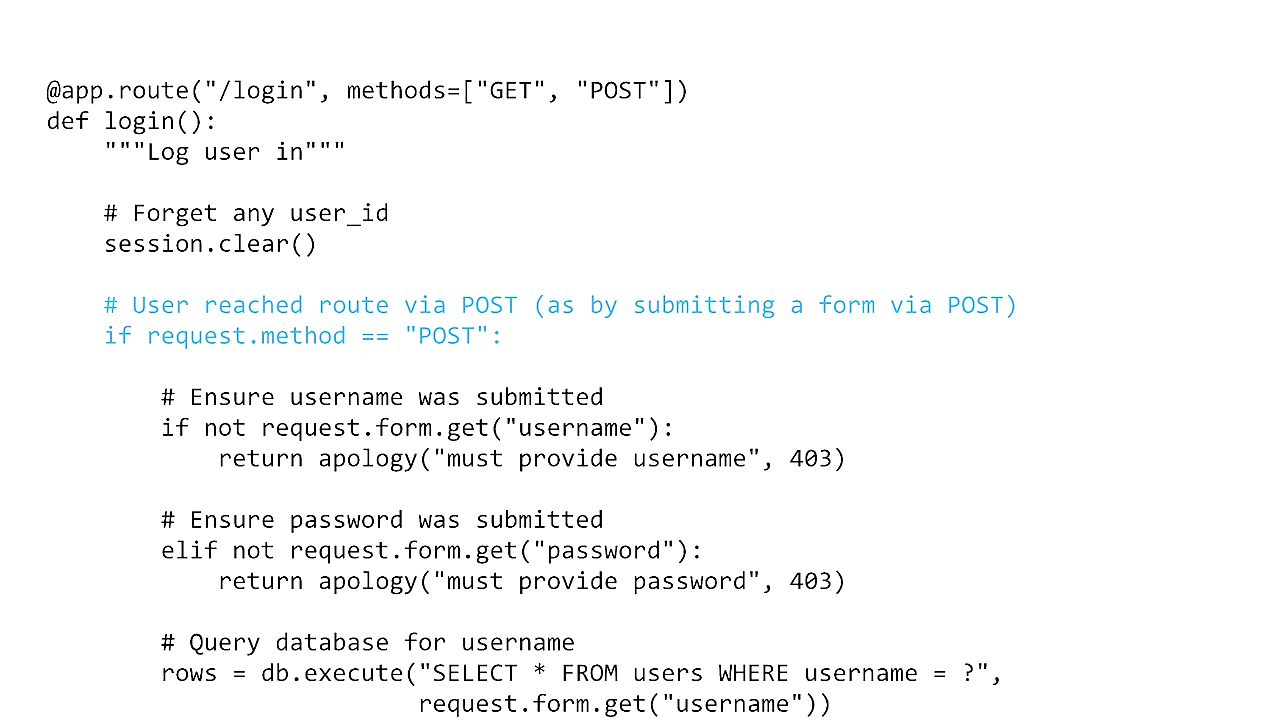 @app.route("/login", methods=["GET", "POST"])
def login():
    """Log user in"""

    # Forget any user_id
    session.clear()

    # User reached route via POST (as by submitting a form via POST)
    if request.method == "POST":

        # Ensure username was submitted
        if not request.form.get("username"):
            return apology("must provide username", 403)

        # Ensure password was submitted
        elif not request.form.get("password"):
            return apology("must provide password", 403)

        # Query database for username
        rows = db.execute("SELECT * FROM users WHERE username = ?",
                          request.form.get("username"))